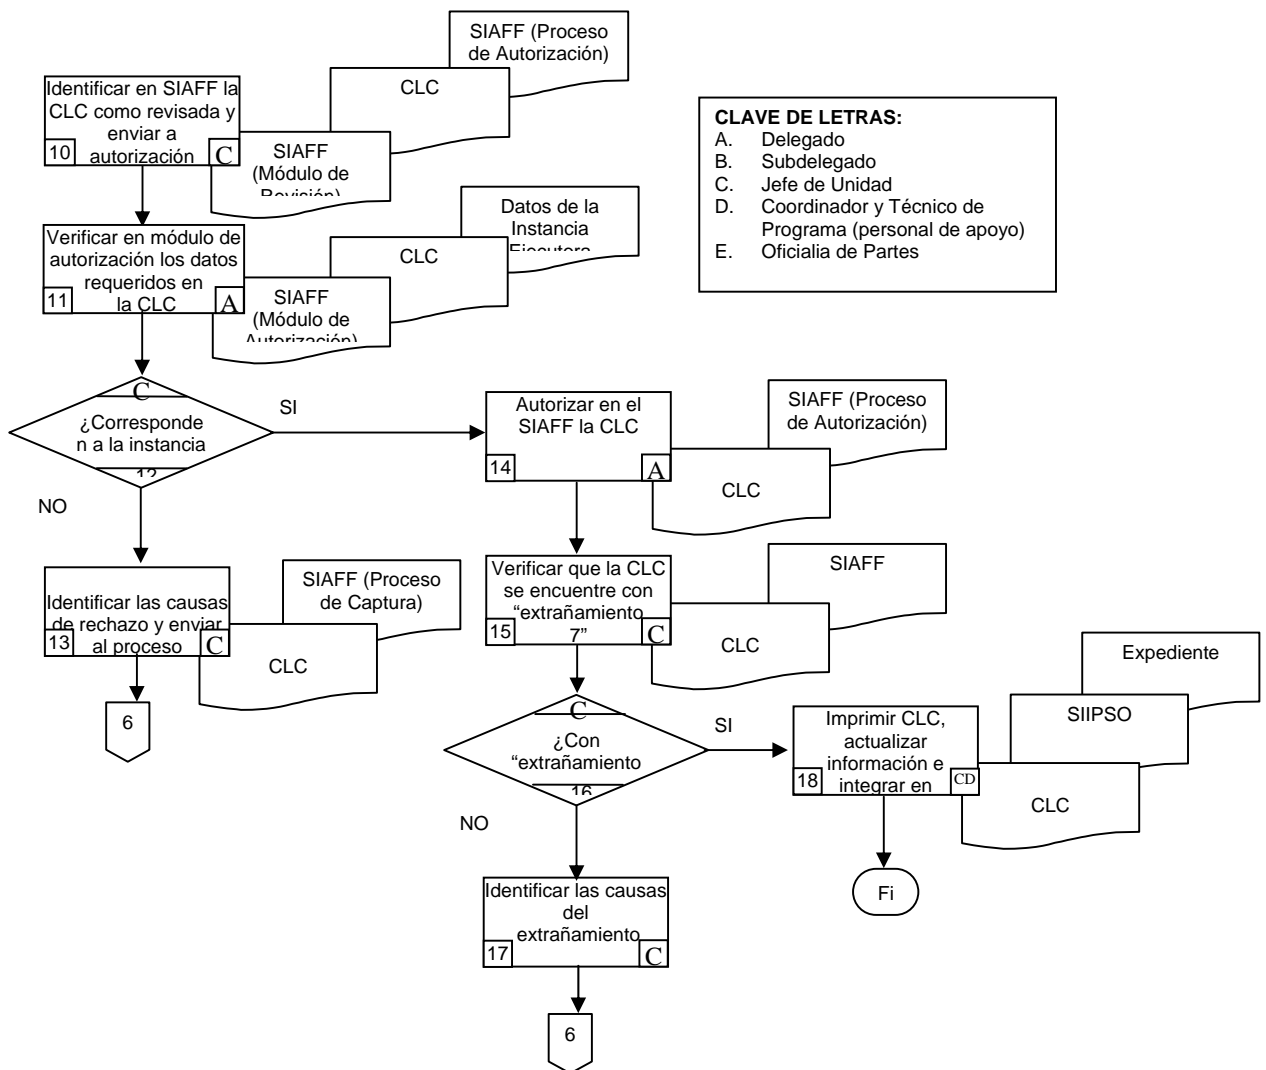 SIAFF (Proceso
de Autorización)
CLC
Identificar en SIAFF la
CLC como revisada y
enviar a
autorización
10
C
SIAFF
(Módulo de
Revisión)
Datos de la
Instancia
Ejecutora
CLC
Verificar en módulo de
autorización los datos
requeridos en
la CLC
11
A
SIAFF
(Módulo de
Autorización)
CLAVE DE LETRAS:
A. Delegado
B. Subdelegado
C. Jefe de Unidad
D. Coordinador y Técnico de
Programa (personal de apoyo)
E. Oficialia de Partes
C
¿Corresponde
n a la instancia
12
SI
NO
Autorizar en el
SIAFF la CLC
14
A
SIAFF (Proceso
de Autorización)
CLC
Identificar las causas
de rechazo y enviar
al proceso
13
C
SIAFF (Proceso
de Captura)
CLC
6
Verificar que la CLC
se encuentre con
“extrañamiento
7”
15
C
SIAFF
CLC
C
¿Con
“extrañamiento
16
SI
NO
Imprimir CLC,
actualizar
información e
integrar en
18
CD
Expediente
SIIPSO
CLC
Fi
Identificar las causas
del
extrañamiento
17
C
6